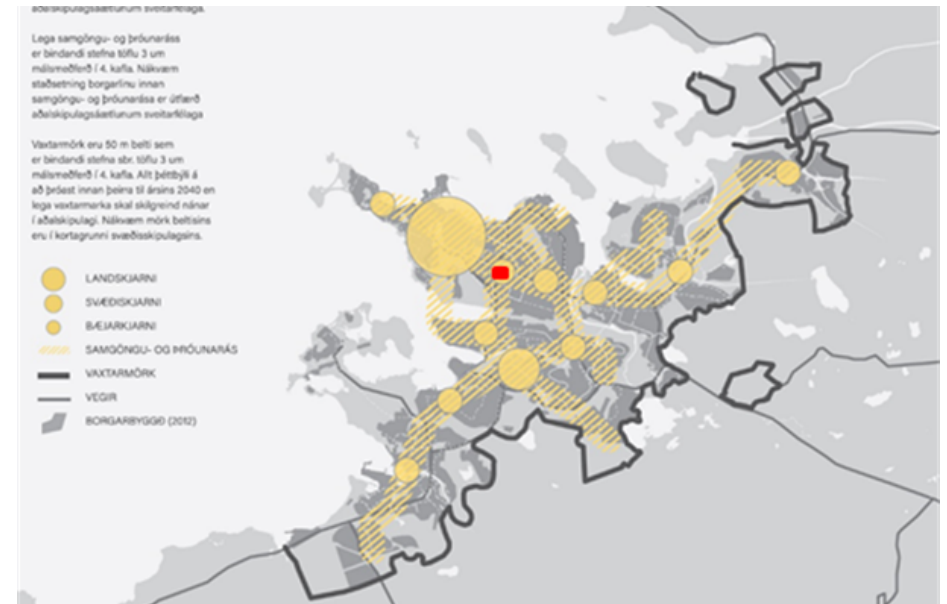 aðalskipulagsáætlunum sveitarfélaga.
Lega samgöngu- og þróunaráss
er bindandi stefna töflu 3 um
málsmeðferð í 4. kafla. Nákvæm
staðsetning borgarlínu innan
samgöngu- og þróunarása er útfærð
aðalskipulagsáætlunum sveitarfélaga
Vaxtarmörk eru 50 m belti sem
er bindandi stefna sbr. töflu 3 um
málsmeðferð í 4. kafla. Allt þéttbýli á
að þróast innan þeirra til ársins 2040 en
lega vaxtarmarka skal skilgreind nánar
í aðalskipulagi. Nákvæm mörk beltisins
eru í kortagrunni svæðisskipulagsins.
LANDSKJARNI
SVÆÐISKJARNI
BÆJARKJARNI
SAMGÖNGU- OG ÞRÓUNARÁS
VAXTARMÖRK
VEGIR
BORGARBYGGÐ (2012)